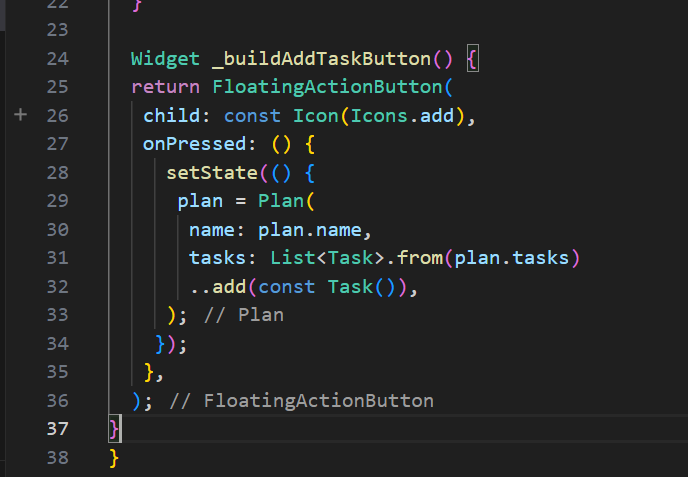 22 }
23
24 Widget _buildAddTaskButton() {
25 return FloatingActionButton(
26 child: const Icon(Icons.add),
27 onPressed: () {
28 setState(() {
29 plan = Plan(
30 name: plan.name,
31 tasks: List<Task>.from(plan.tasks)
32 ..add(const Task()),
33 ); // Plan
34 });
35 },
36 ); // FloatingActionButton
37 }
38 }